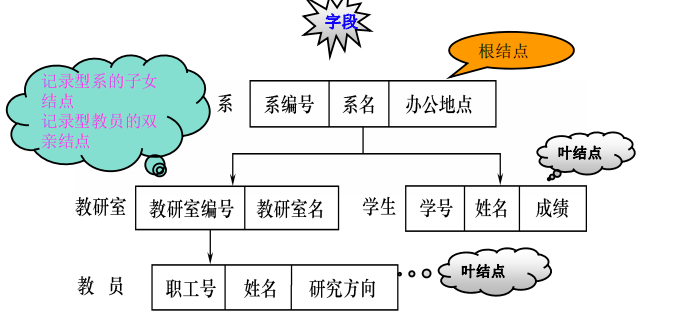 字段
根结点
记录型系的子女
结点
记录型教员的双
亲结点
系 系编号 系名 办公地点
叶结点
教研室 教研室编号 教研室名 学生 学号 姓名 成绩
叶结点
教 员 职工号 姓名 研究方向